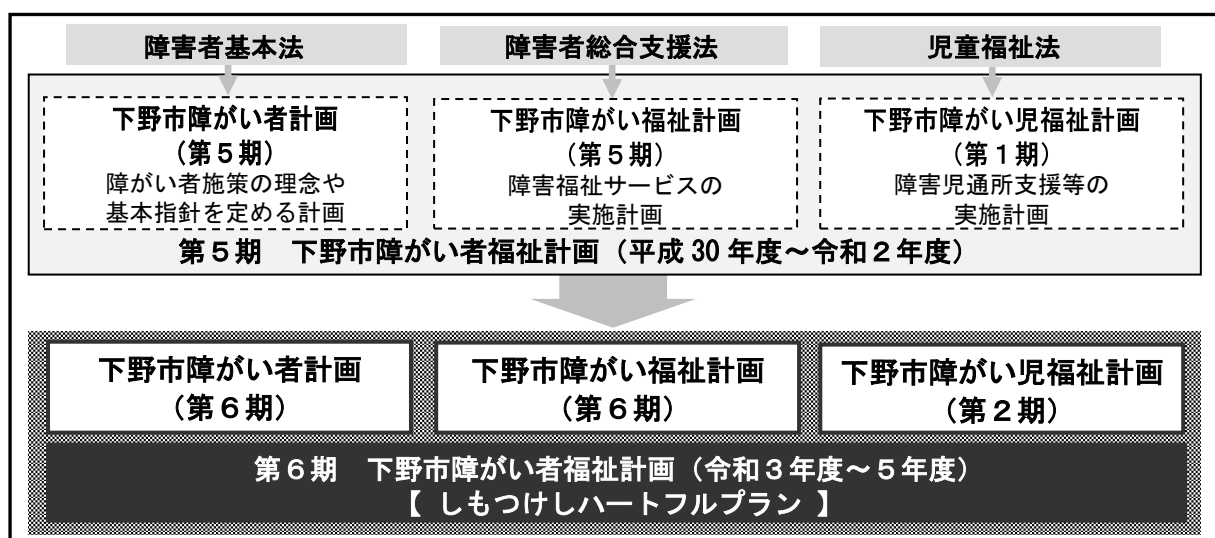 障害者基本法
障害者総合支援法
児童福祉法
下野市障がい者計画
（第５期）
障がい者施策の理念や
基本指針を定める計画
下野市障がい福祉計画
（第５期）
障害福祉サービスの
実施計画
下野市障がい児福祉計画
（第１期）
障害児通所支援等の
実施計画
第５期　下野市障がい者福祉計画（平成 30 年度～令和２年度）
下野市障がい者計画
（第６期）
下野市障がい福祉計画
（第６期）
下野市障がい児福祉計画
（第２期）
第６期　下野市障がい者福祉計画（令和３年度～５年度）
【 しもつけしハートフルプラン 】